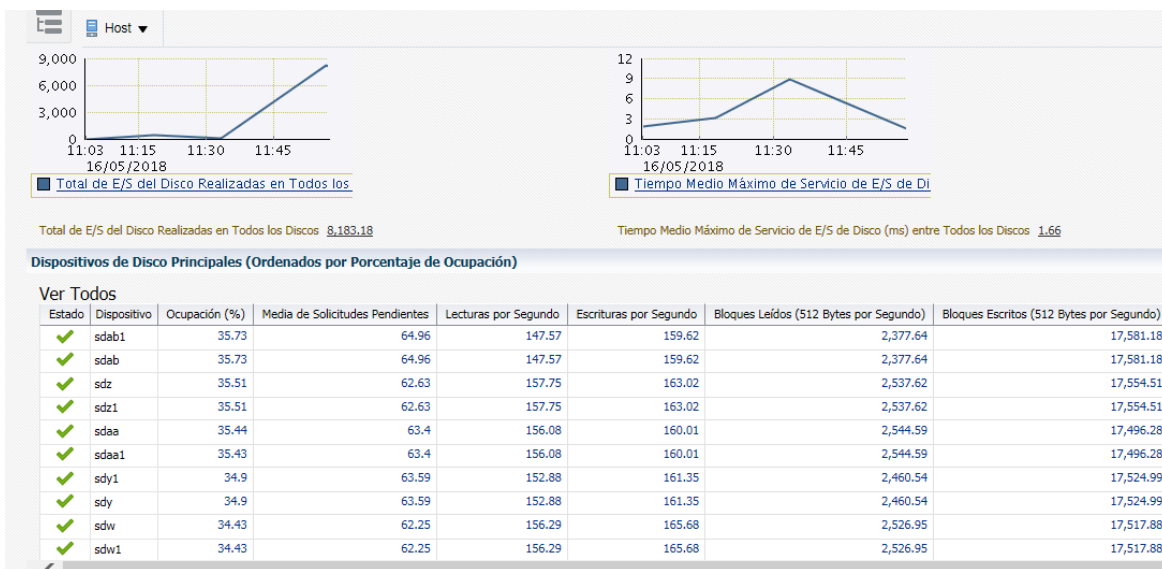 Host
9,000
6,000
3,000
0
11:03 11:15 11:30 11:45
16/05/2018
Total de E/S del Disco Realizadas en Todos los
12
9
6
3
0
11:03 11:15 11:30 11:45
16/05/2018
Tiempo Medio Máximo de Servicio de E/S de Di
Total de E/S del Disco Realizadas en Todos los Discos 8,183.18
Tiempo Medio Máximo de Servicio de E/S de Disco (ms) entre Todos los Discos 1.66
Dispositivos de Disco Principales (Ordenados por Porcentaje de Ocupación)
Ver Todos
Estado Dispositivo Ocupación (%) Media de Solicitudes Pendientes Lecturas por Segundo Escrituras por Segundo Bloques Leídos (512 Bytes por Segundo) Bloques Escritos (512 Bytes por Segundo)
sdab1 35.73 64.96 147.57 159.62 2,377.64 17,581.18
sdab 35.73 64.96 147.57 159.62 2,377.64 17,581.18
sdz 35.51 62.63 157.75 163.02 2,537.62 17,554.51
sdz1 35.51 62.63 157.75 163.02 2,537.62 17,554.51
sdaa 35.44 63.4 156.08 160.01 2,544.59 17,496.28
sdaa1 35.43 63.4 156.08 160.01 2,544.59 17,496.28
sdy1 34.9 63.59 152.88 161.35 2,460.54 17,524.99
sdy 34.9 63.59 152.88 161.35 2,460.54 17,524.99
sdw 34.43 62.25 156.29 165.68 2,526.95 17,517.88
sdw1 34.43 62.25 156.29 165.68 2,526.95 17,517.88